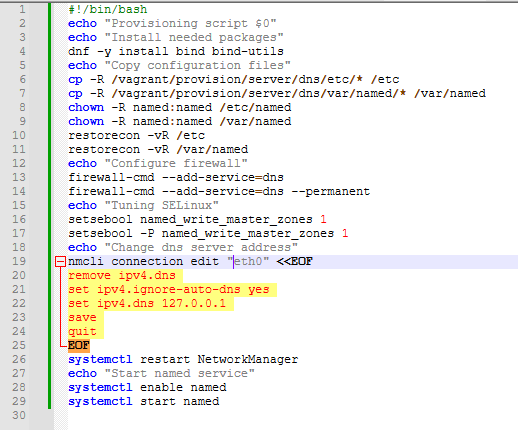 1 #!/bin/bash
2 echo "Provisioning script $0"
3 echo "Install needed packages"
4 dnf -y install bind bind-utils
5 echo "Copy configuration files"
6 cp -R /vagrant/provision/server/dns/etc/* /etc
7 cp -R /vagrant/provision/server/dns/var/named/* /var/named
8 chown -R named:named /etc/named
9 chown -R named:named /var/named
10 restorecon -vR /etc
11 restorecon -vR /var/named
12 echo "Configure firewall"
13 firewall-cmd --add-service=dns
14 firewall-cmd --add-service=dns --permanent
15 echo "Tuning SELinux"
16 setsebool named_write_master_zones 1
17 setsebool -P named_write_master_zones 1
18 echo "Change dns server address"
19 nmcli connection edit "eth0" <<EOF
20 remove ipv4.dns
21 set ipv4.ignore-auto-dns yes
22 set ipv4.dns 127.0.0.1
23 save
24 quit
25 EOF
26 systemctl restart NetworkManager
27 echo "Start named service"
28 systemctl enable named
29 systemctl start named
30